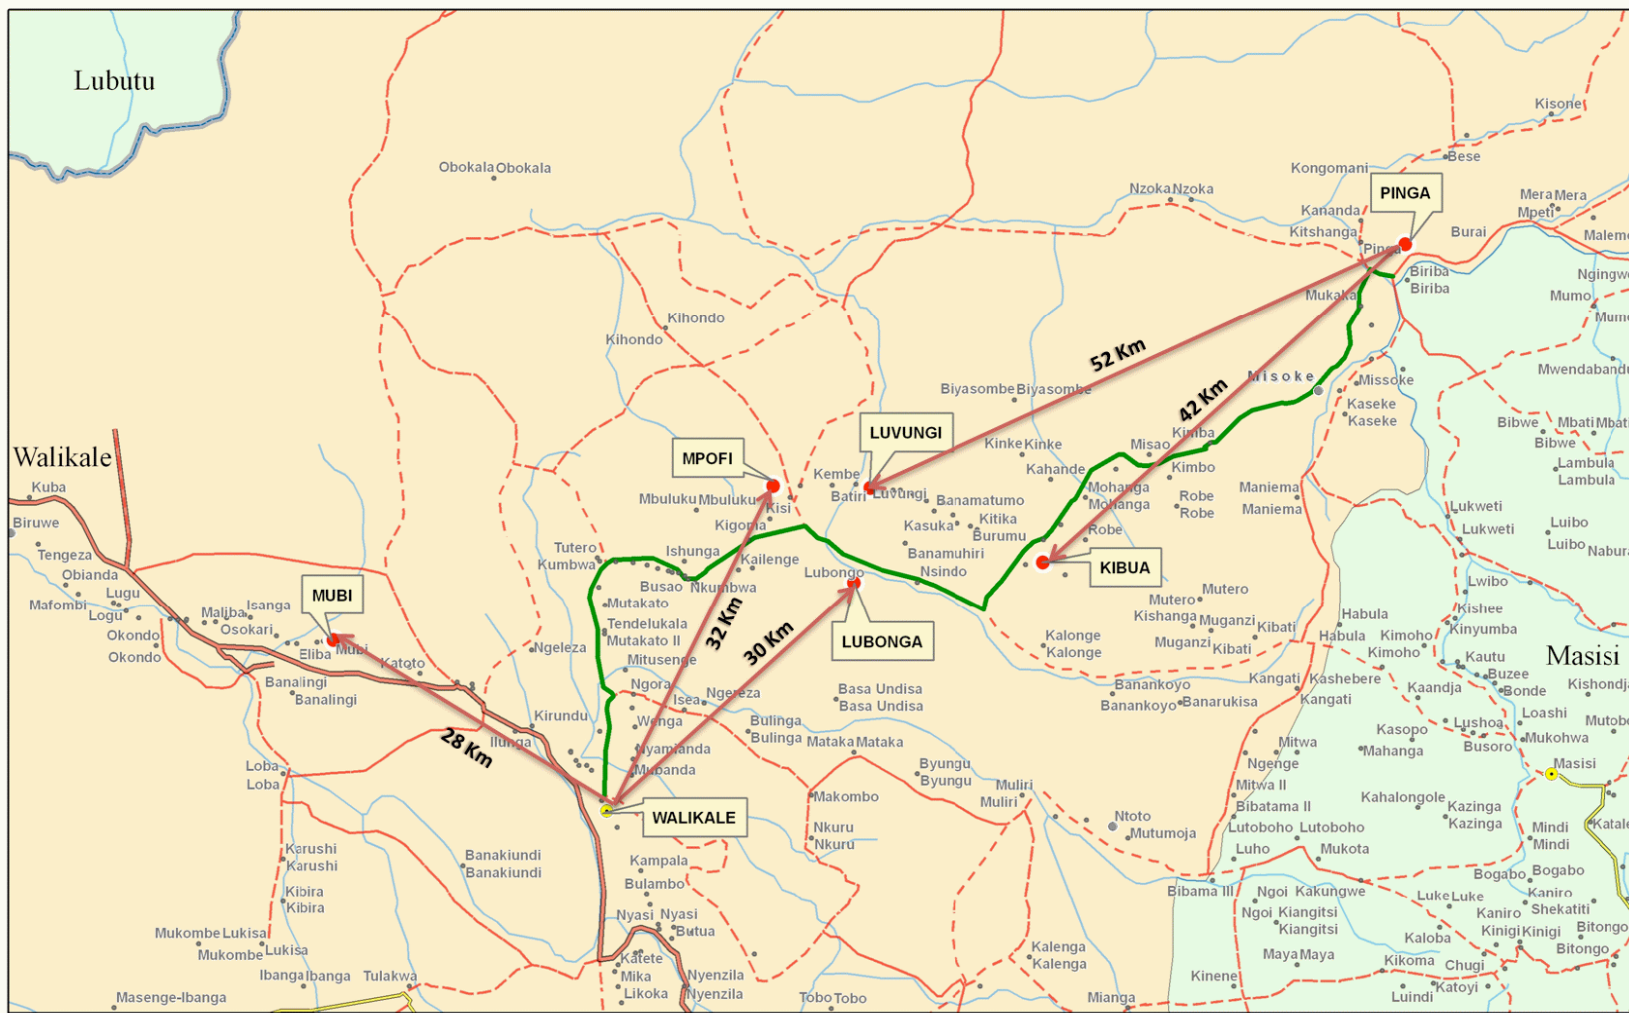 Lubutu
Kisone
Bese
Obokala Obokala
Kongomani
PINGA
Nzoka Nzoka
Mera Mera
Mpeti
Kananda
Kitshanga
Burai
Malemo
Pinga
Biriba
Biriba
Ngingwe
Mukaka
Mumo
Mumo
Kihondo
Kihondo
52 Km
Misoke
Missoke
Mwendabandu
Biyasombe Biyasombe
42 Km
Kaseke
Kaseke
LUVUNGI
Bibwe
Mbati Mbati
Bibwe
Walikale
MPOFI
Kinke Kinke
Misao
Kimba
Kembe
Kahande
Kimbo
Lambula
Lambula
Kuba
Mbuluku Mbuluku
Batiri
Luvungi
Mohanga
Mohanga
Robe
Robe
Maniema
Maniema
Kisi
Banamatumo
Lukweti
Lukweti
Biruwe
Kigoma
Kasuka
Kitika
Burumu
Robe
Luibo
Luibo
Nabura
Tengeza
Tutero
Kumbwa
Ishunga
Kailenge
Banamuhiri
Obianda
Busao
Nkumbwa
Lubongo
Nsindo
KIBUA
Lwibo
Mafombi
Lugu
Logu
MUBI
Mutakato
Mutero
Mutero
Kishee
Maliba
Isanga
Tendelukala
32 Km
30 Km
Kishanga
Muganzi
Habula
Habula
Kinyumba
Okondo
Okondo
Osokari
Mutakato II
LUBONGA
Kalonge
Kalonge
Muganzi
Kibati
Kibati
Kimoho
Kimoho
Eliba
Mubi
Ngeleza
Masisi
Katoto
Mitusenge
Kautu
Buzee
Bonde
Banalingi
Banalingi
Ngora
Isea
Ngereza
Basa Undisa
Basa Undisa
Banankoyo
Banankoyo
Banarukisa
Kangati
Kangati
Kashebere
Kaandja
Kishondja
Kirundu
Wenga
Bulinga
Bulinga
Lushoa
Loashi
Mutobo
Ilunga
28 Km
Nyamianda
Mataka Mataka
Mitwa
Kasopo
Mahanga
Busoro
Mukohwa
Loba
Loba
Mubanda
Byungu
Byungu
Ngenge
Masisi
Muliri
Muliri
Mitwa II
Makombo
Bibatama II
Kahalongole
Kazinga
Kazinga
WALIKALE
Ntoto
Mutumoja
Lutoboho
Lutoboho
Mindi
Mindi
Katale
Nkuru
Nkuru
Karushi
Karushi
Banakiundi
Banakiundi
Kampala
Luho
Mukota
Bogabo
Bogabo
Kibira
Kibira
Bulambo
Bibama III
Ngoi
Kakungwe
Luke Luke
Kaniro
Nyasi
Nyasi
Butua
Ngoi
Kiangitsi
Kiangitsi
Kaniro
Shekatiti
Mukombe
Mukombe
Lukisa
Lukisa
Kaloba
Kinigi Kinigi
Bitongo
Bitongo
Katete
Kalenga
Kalenga
Maya Maya
Kikoma
Chugi
Ibanga Ibanga
Tulakwa
Mika
Likoka
Nyenzila
Nyenzila
Kinene
Luindi
Katoyi
Masenge-Ibanga
Tobo Tobo
Mianga